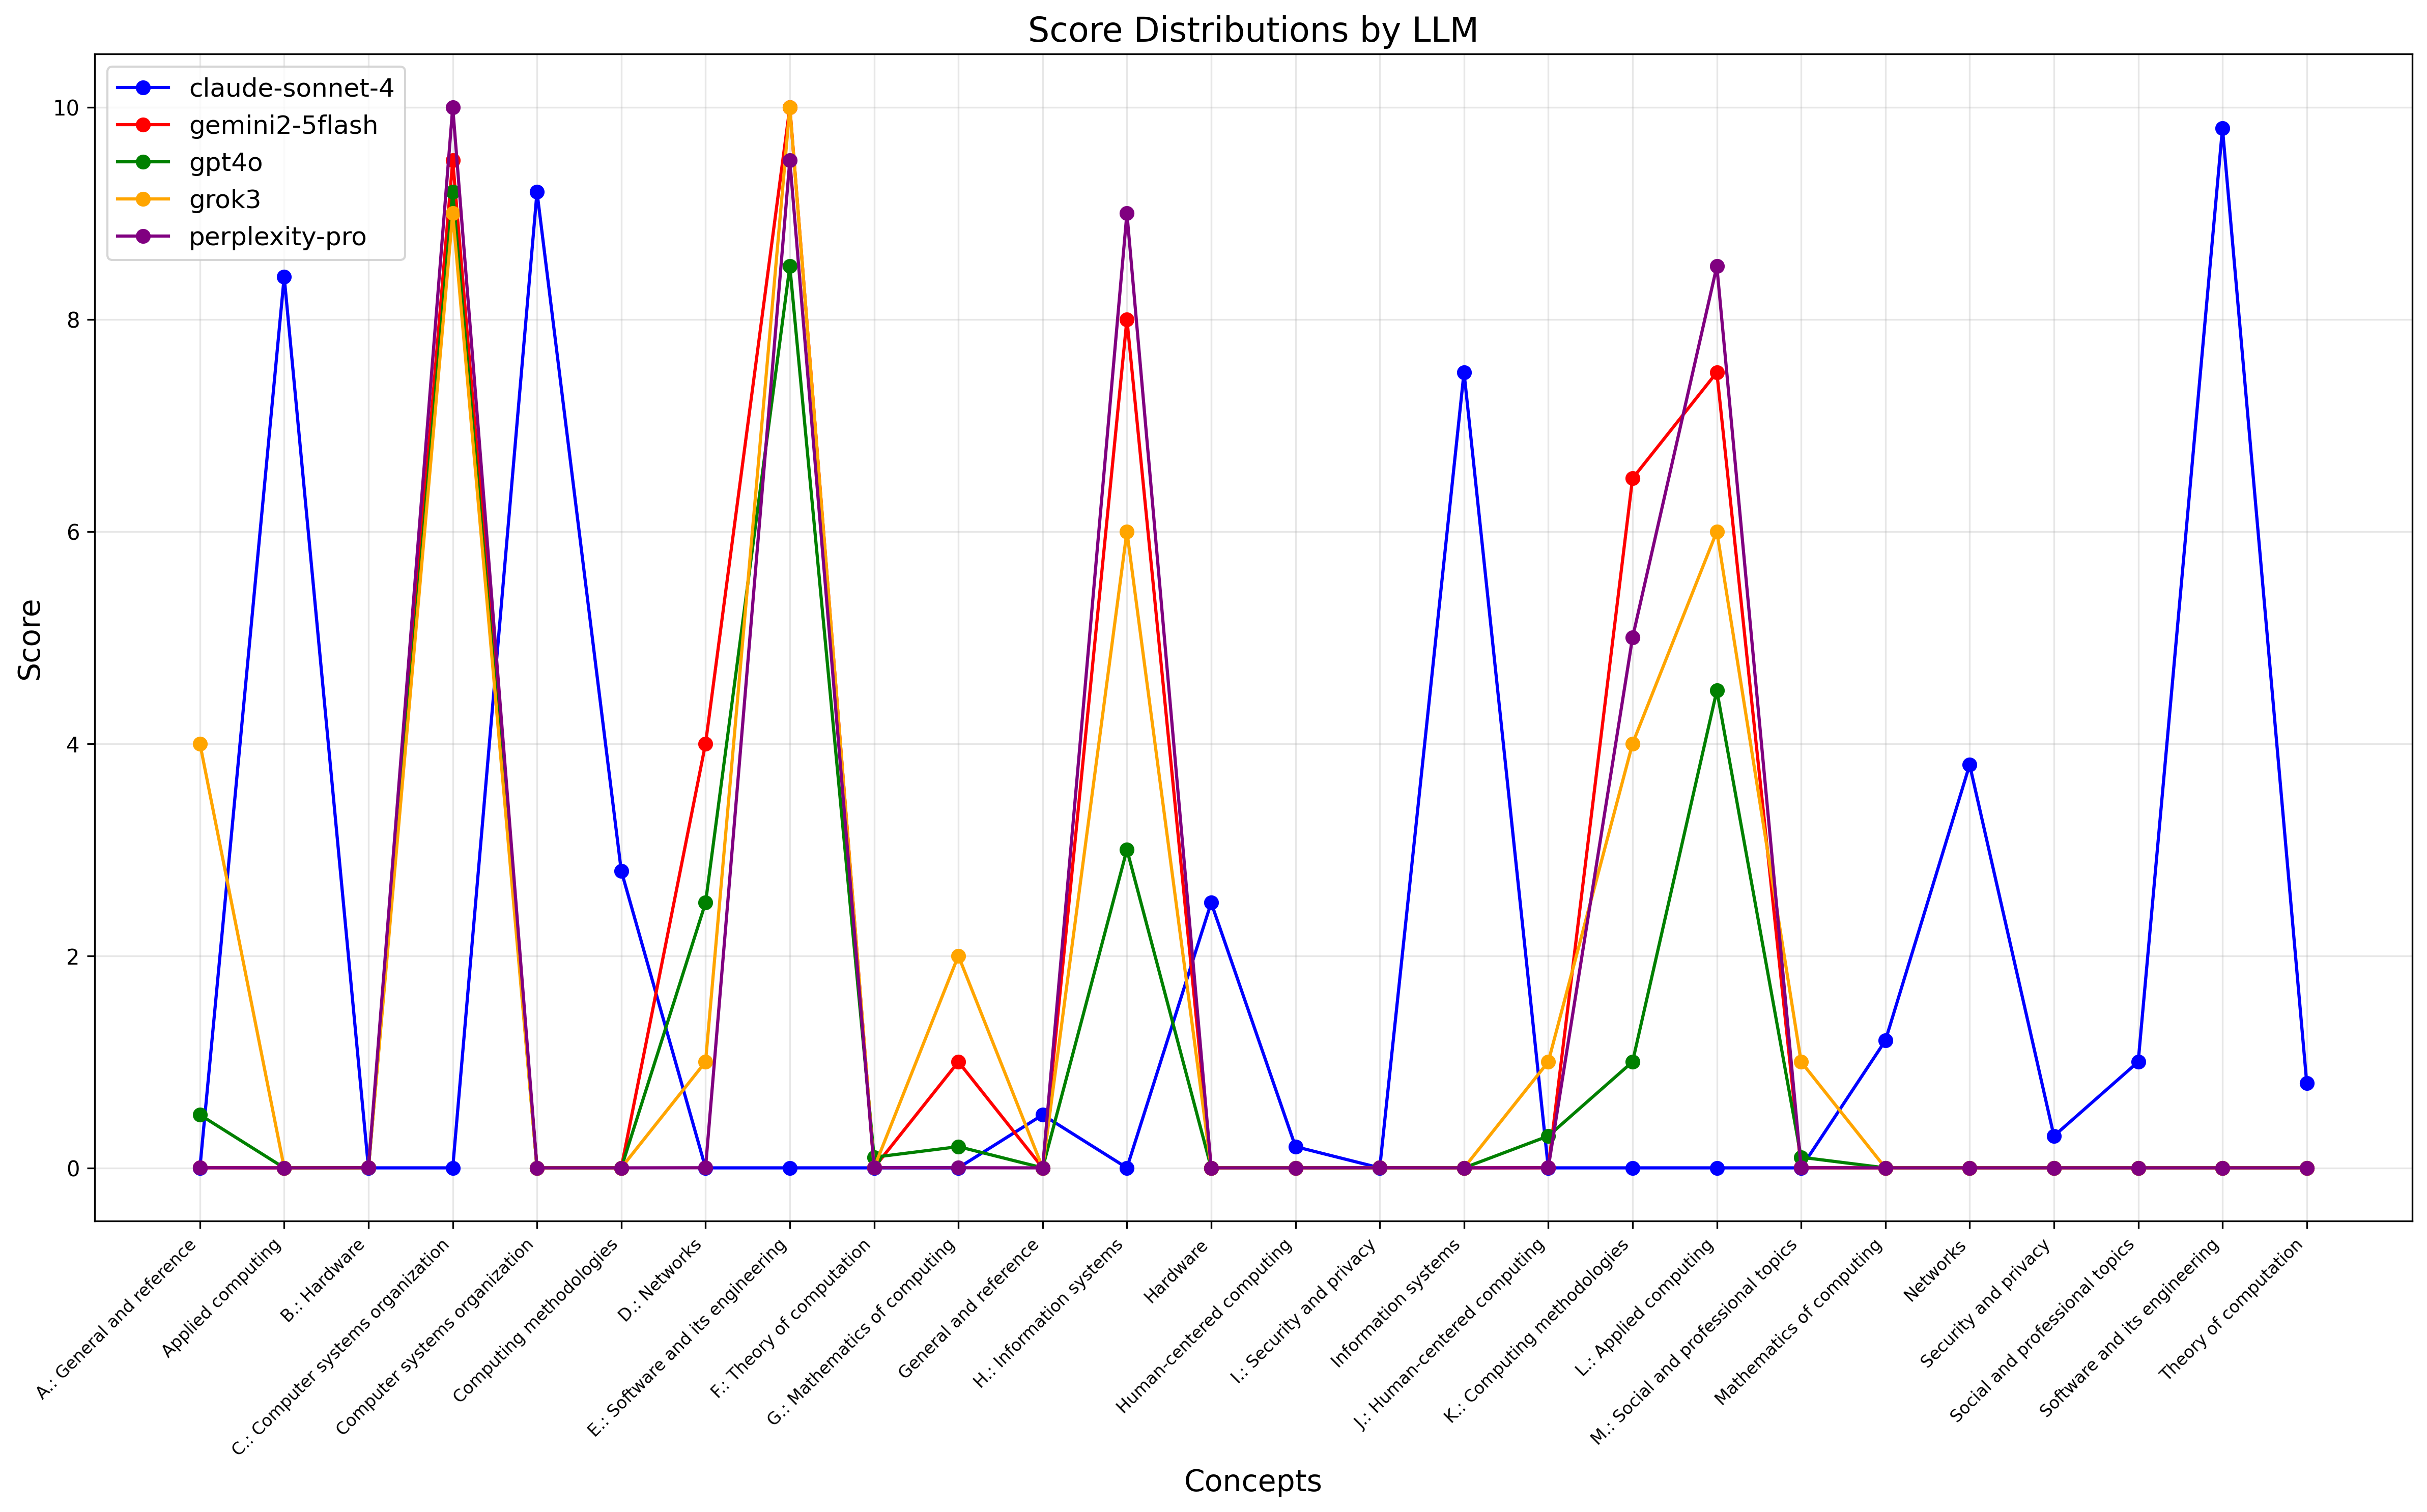 Score Distributions by LLM
claude-sonnet-4
gemini2-5flash
gpt4o
grok3
perplexity-pro
Score
10
8
6
4
2
0
A.: General and reference
Applied computing
B.: Hardware
C.: Computer systems organization
Computer systems organization
Computing methodologies
D.: Networks
E.: Software and its engineering
F.: Theory of computation
G.: Mathematics of computing
General and reference
H.: Information systems
Hardware
Human-centered computing
I.: Security and privacy
Information systems
J.: Human-centered computing
K.: Computing methodologies
L.: Applied computing
M.: Social and professional topics
Mathematics of computing
Networks
Security and privacy
Social and professional topics
Software and its engineering
Theory of computation
Concepts